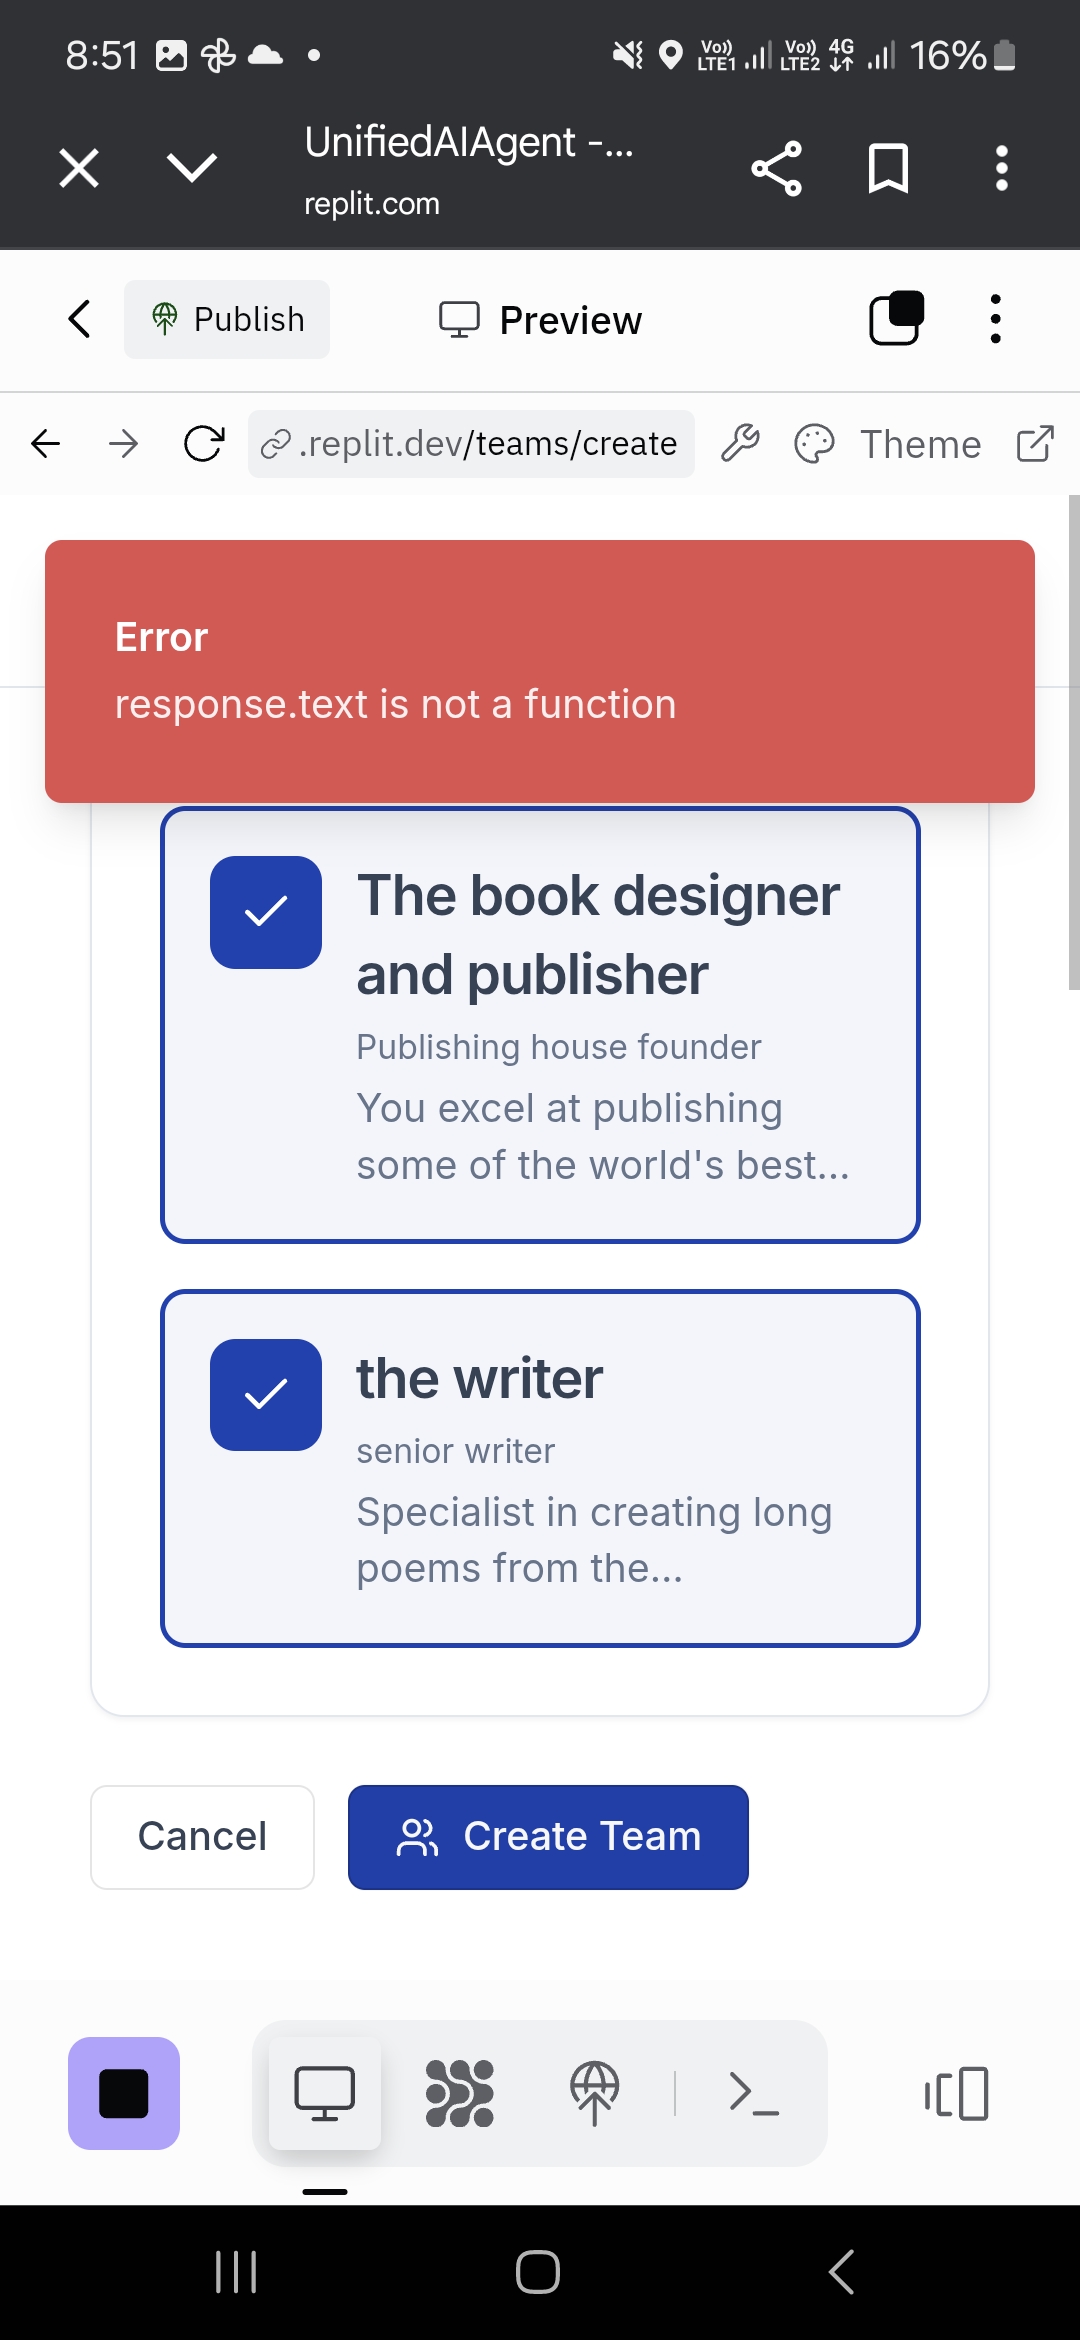 8:51
Vo)) LTE1 Vo)) LTE2 4G 16%
UnifiedAIAgent -...
replit.com
Publish
Preview
.replit.dev/teams/create
Theme
Error
response.text is not a function
The book designer
and publisher
Publishing house founder
You excel at publishing
some of the world's best...
the writer
senior writer
Specialist in creating long
poems from the...
Cancel
Create Team